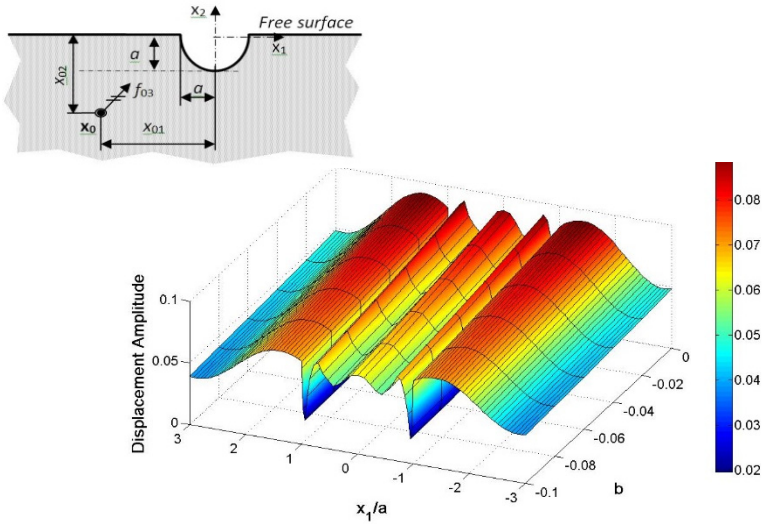 x₂
Free surface
x₁
a
x₀₂
a
f₀₃
x₀
x₀₁
Displacement Amplitude
0.1
0.05
0
3
2
1
0
-1
-2
-3
x₁/a
0
-0.02
-0.04
-0.06
-0.08
-0.1
b
0.08
0.07
0.06
0.05
0.04
0.03
0.02